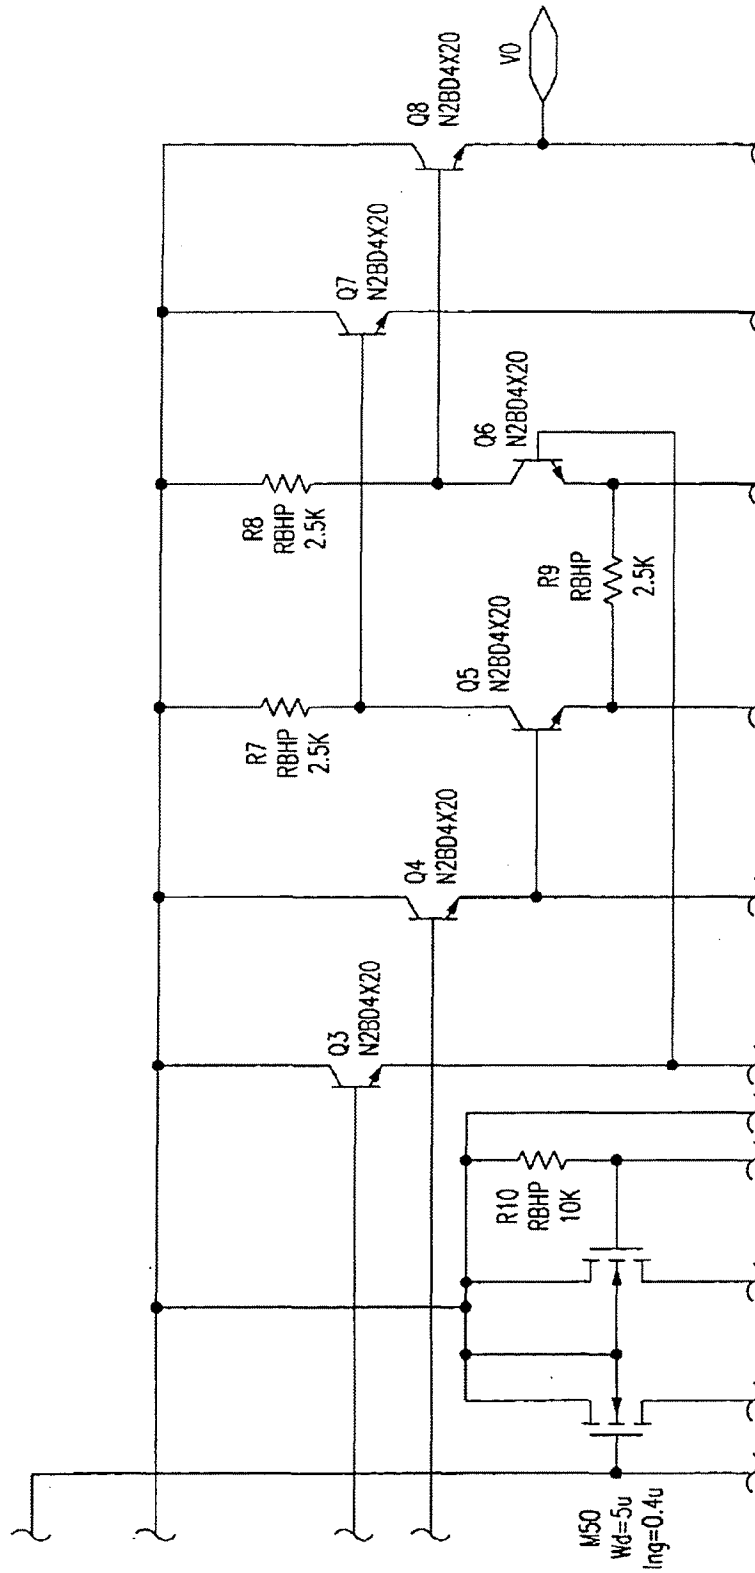 V0
Q8
N2BD4X20
Q7
N2BD4X20
R8
RBHP
2.5K
Q6
N2BD4X20
R9
RBHP
2.5K
R7
RBHP
2.5K
Q5
N2BD4X20
Q4
N2BD4X20
Q3
N2BD4X20
R10
RBHP
10K
M50
Wd=5u
lng=0.4u